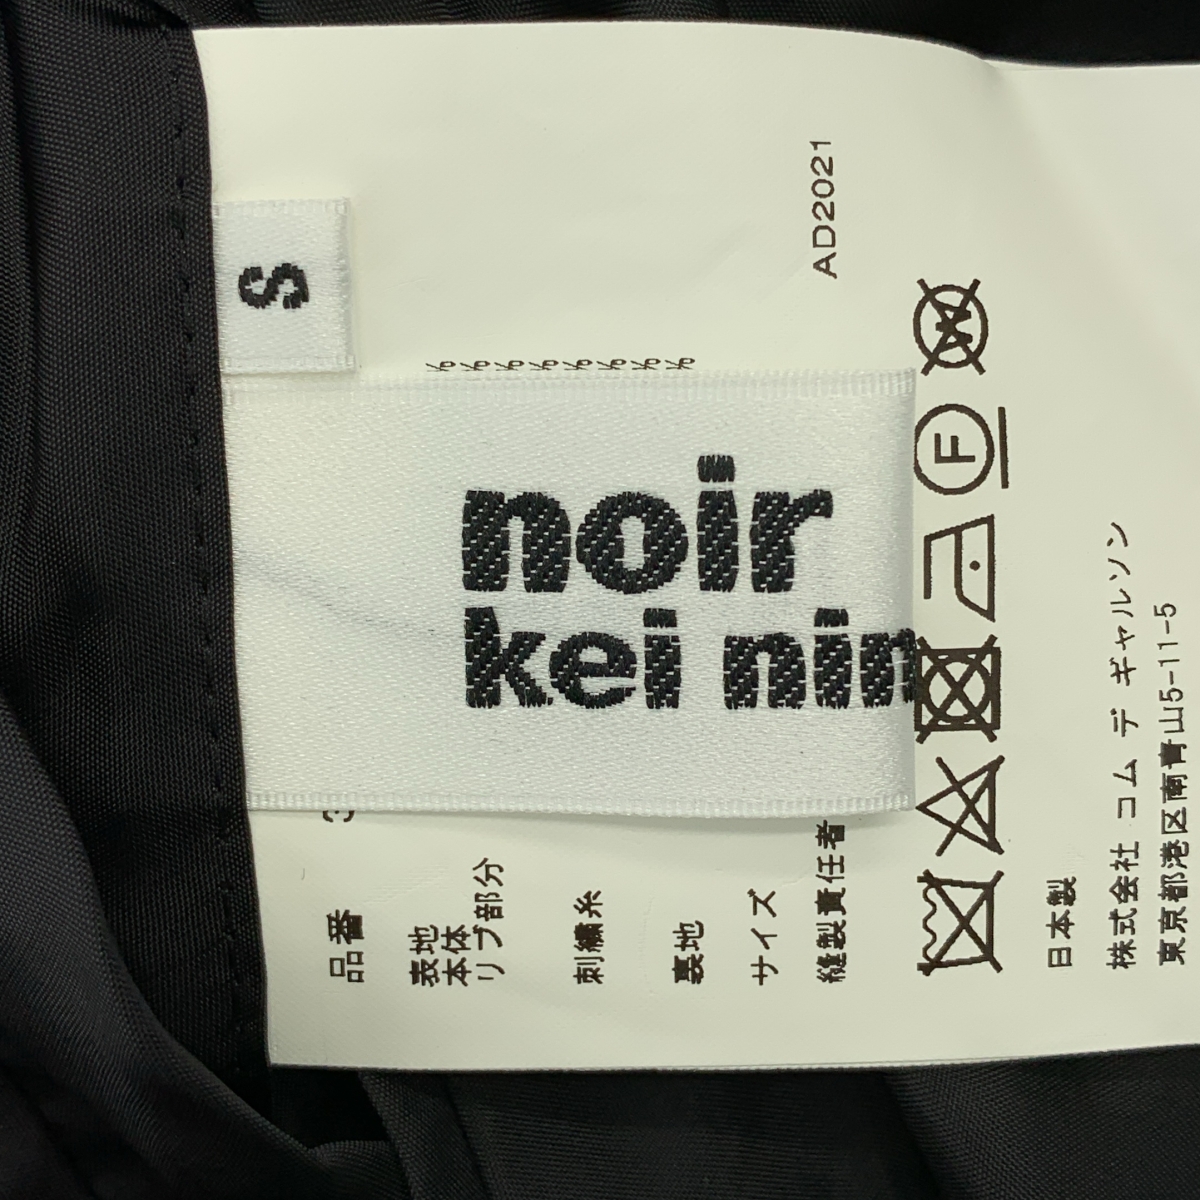 S
noir
kei nin
品番 3
表地
本体 %
リブ部分 %
%
刺繍糸 %
%
%
裏地 %
%
サイズ
縫製責任者 AD2021
W
F
日本製
株式会社 コム デ ギャルソン
東京都港区南青山5-11-5